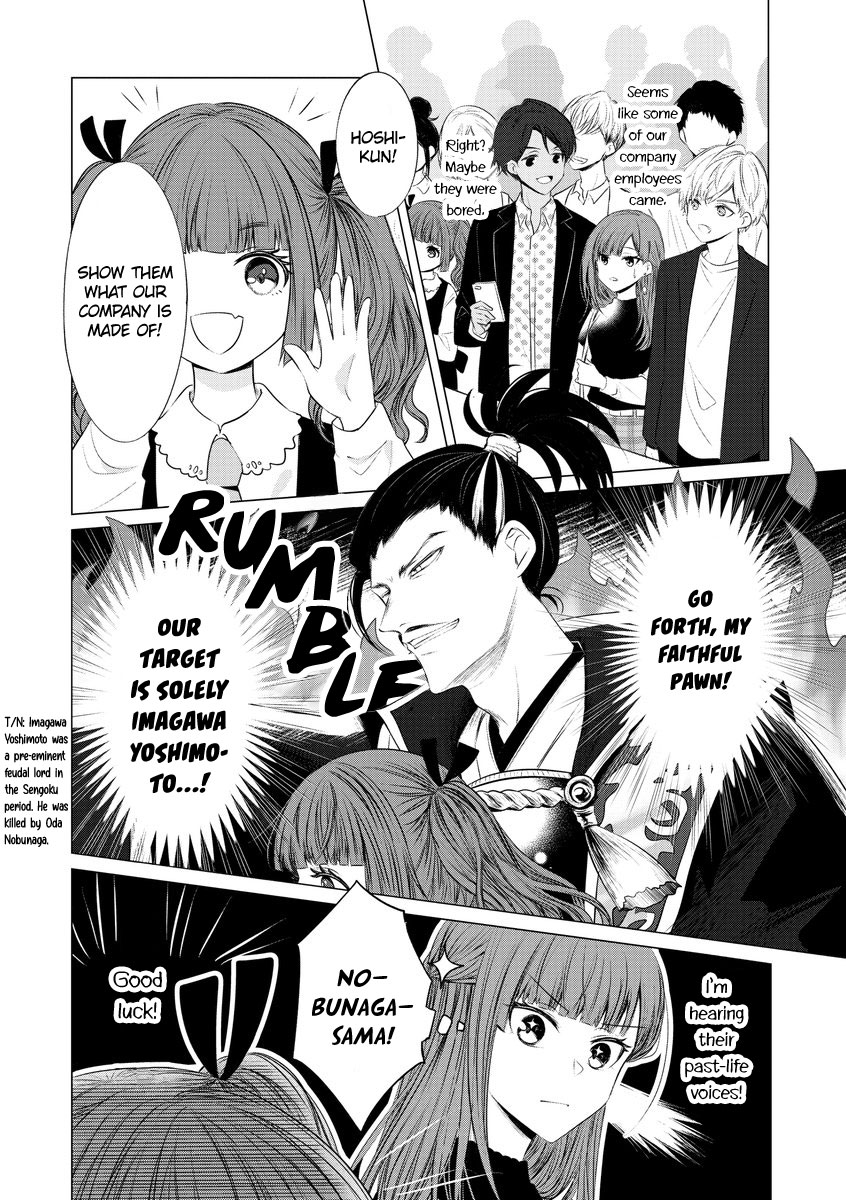 Seems
like some
of our
company
employees
came.
Right?
Maybe
they were
bored.
HOSHI-
KUN!
SHOW THEM
WHAT OUR
COMPANY IS
MADE OF!
RUMBLE
GO
FORTH, MY
FAITHFUL
PAWN!
OUR
TARGET
IS SOLELY
IMAGAWA
YOSHIMO-
TO...!
T/N: Imagawa
Yoshimoto was
a pre-eminent
feudal lord in
the Sengoku
period. He was
killed by Oda
Nobunaga.
I'm
hearing
their
past-life
voices!
NO-
BUNAGA-
SAMA!
Good
luck!